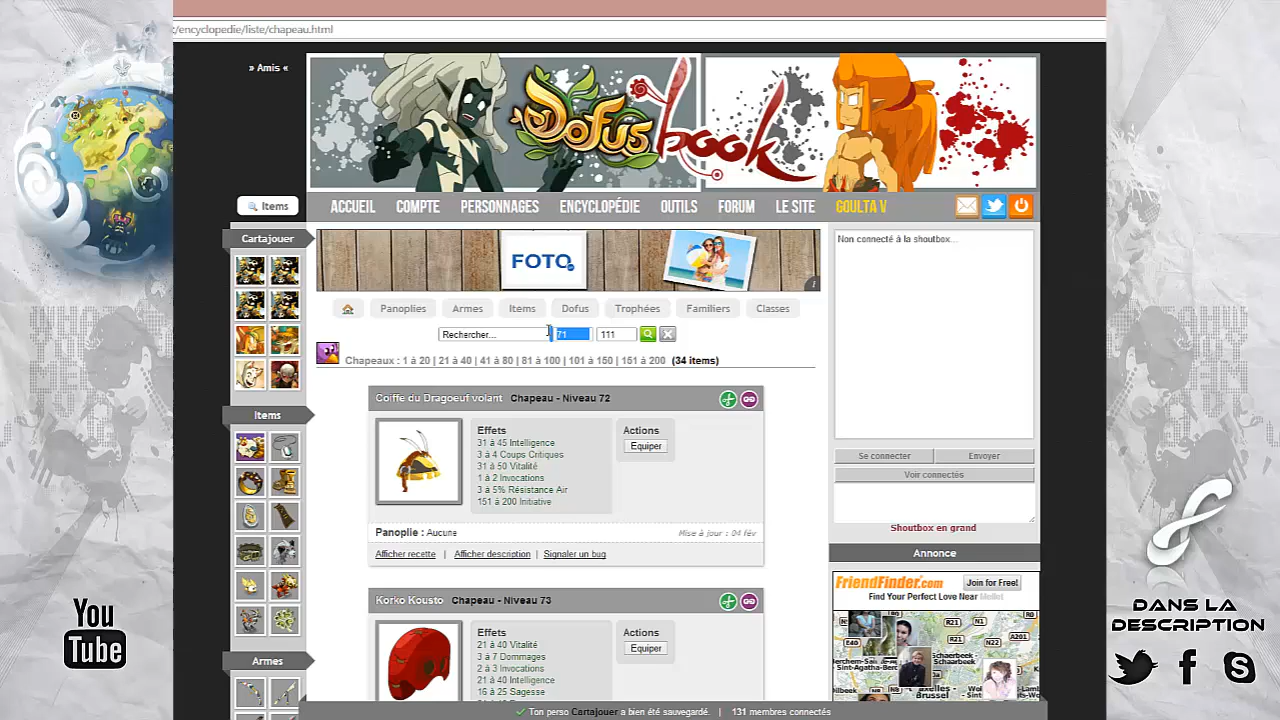 /encyclopedie/liste/chapeau.html
» Amis «
Dofus book
Items
ACCUEIL COMPTE PERSONNAGES ENCYCLOPÉDIE OUTILS FORUM LE SITE GOULTA V
Cartajouer
FOTO
i
Non connecté à la shoutbox...
Panoplies Armes Items Dofus Trophées Familiers Classes
Rechercher... 71 111
Chapeaux : 1 à 20 | 21 à 40 | 41 à 80 | 81 à 100 | 101 à 150 | 151 à 200 (34 items)
Coiffe du Dragoeuf volant Chapeau - Niveau 72
Effets
31 à 45 Intelligence
3 à 4 Coups Critiques
31 à 50 Vitalité
1 à 2 Invocations
3 à 5% Résistance Air
151 à 200 Initiative
Actions
Equiper
Panoplie : Aucune
Mise à jour : 04 fév
Afficher recette | Afficher description | Signaler un bug
Korko Kousto Chapeau - Niveau 73
Effets
21 à 40 Vitalité
3 à 7 Dommages
2 à 3 Invocations
21 à 40 Intelligence
16 à 25 Sagesse
Actions
Equiper
Items
Armes
Se connecter Envoyer
Voir connectés
Shoutbox en grand
Annonce
FriendFinder.com Join for Free!
Find Your Perfect Love Near Mellet
R21
R21
N22
A201
Ton perso Cartajouer a bien été sauvegardé. | 131 membres connectés
You
Tube
DANS LA
DESCRIPTION